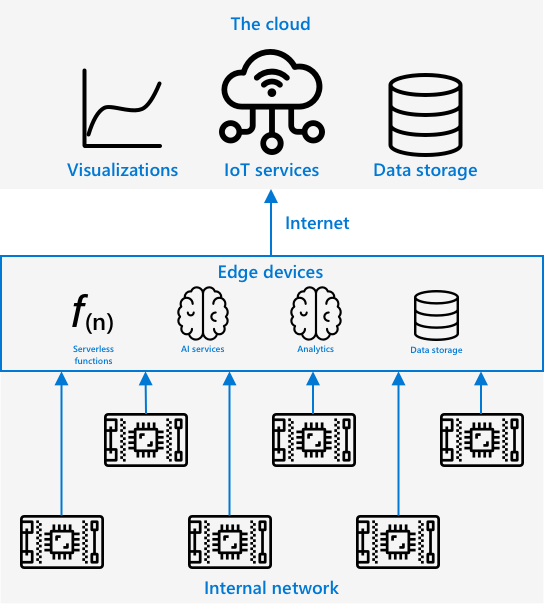 The cloud
Visualizations
IoT services
Data storage
Internet
Edge devices
f(n)
Serverless
functions
AI services
Analytics
Data storage
Internal network